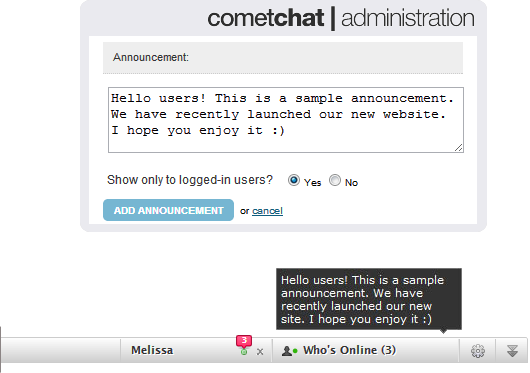 cometchat | administration
Announcement:
Hello users! This is a sample announcement.
We have recently launched our new website.
I hope you enjoy it :)
Show only to logged-in users? Yes No
ADD ANNOUNCEMENT or cancel
Hello users! This is a sample
announcement. We have
recently launched our new
site. I hope you enjoy it :)
Melissa 3 x Who's Online (3)